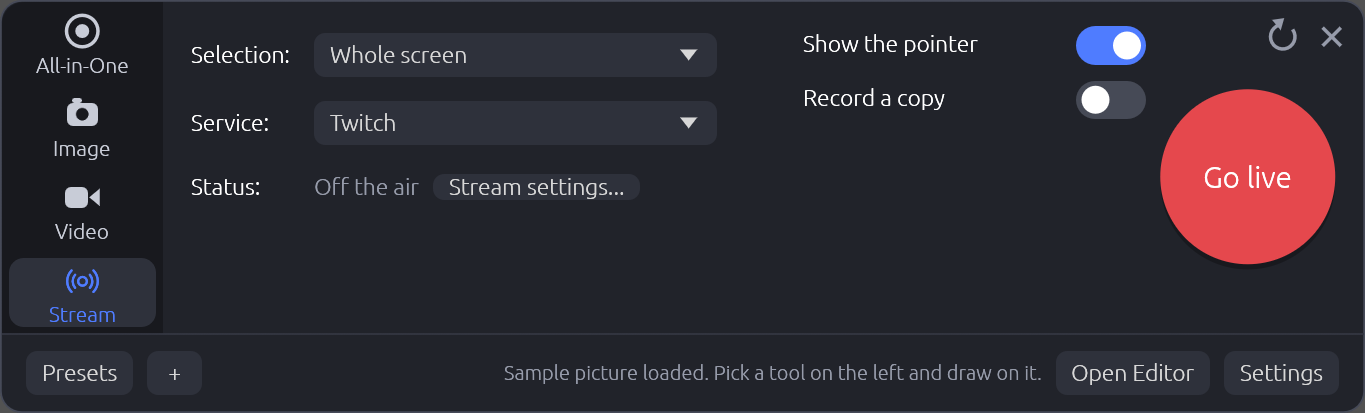 All-in-One
Image
Video
Stream
Selection: Whole screen
Service: Twitch
Status: Off the air Stream settings...
Show the pointer
Record a copy
Go live
Presets + Sample picture loaded. Pick a tool on the left and draw on it. Open Editor Settings